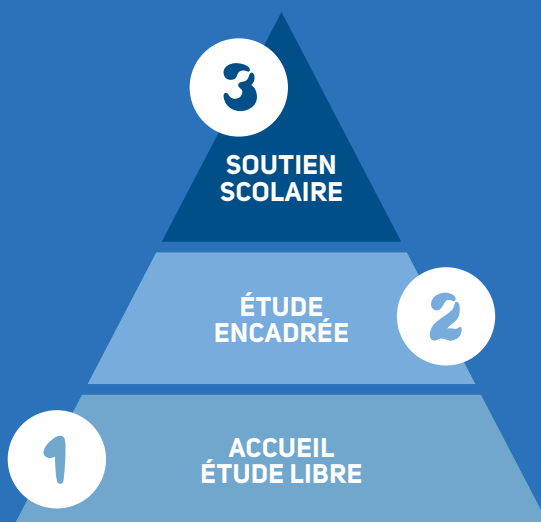 3
SOUTIEN
SCOLAIRE
ÉTUDE
ENCADRÉE
2
1
ACCUEIL
ÉTUDE LIBRE